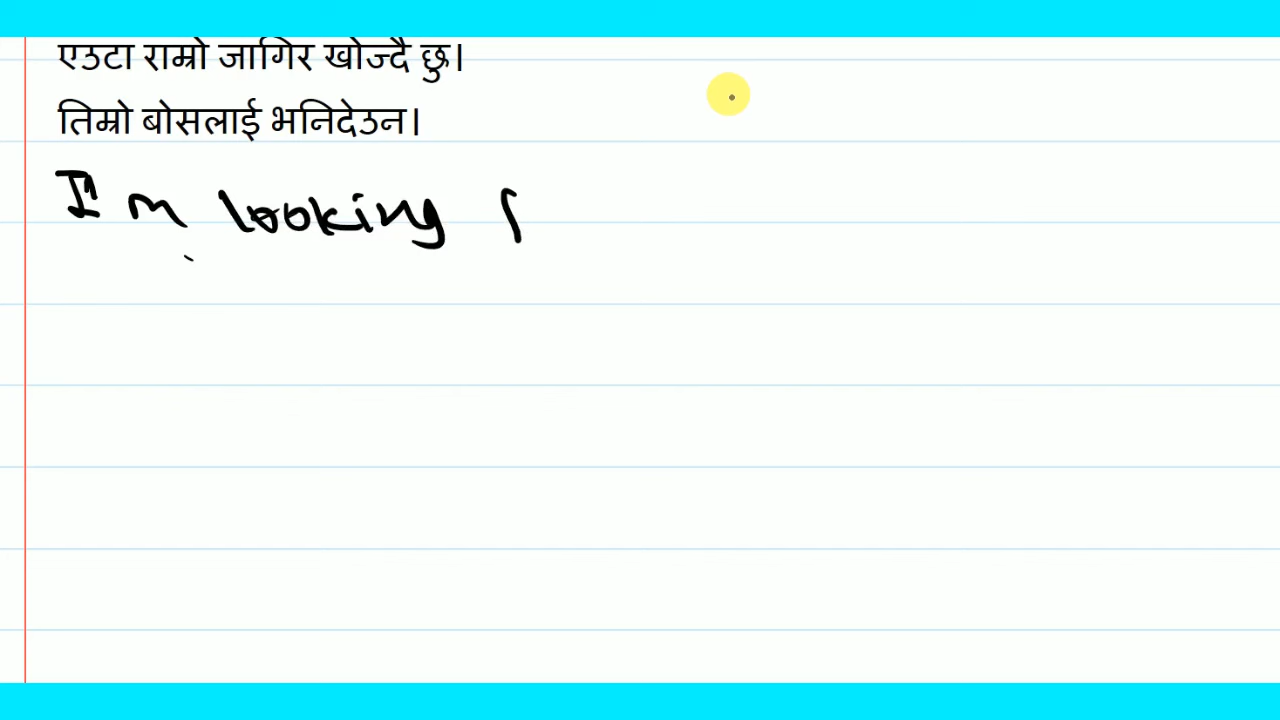 एउटा राम्रो जागिर खोज्दै छु।
तिम्रो बोसलाई भनिदेउन।
I'm looking